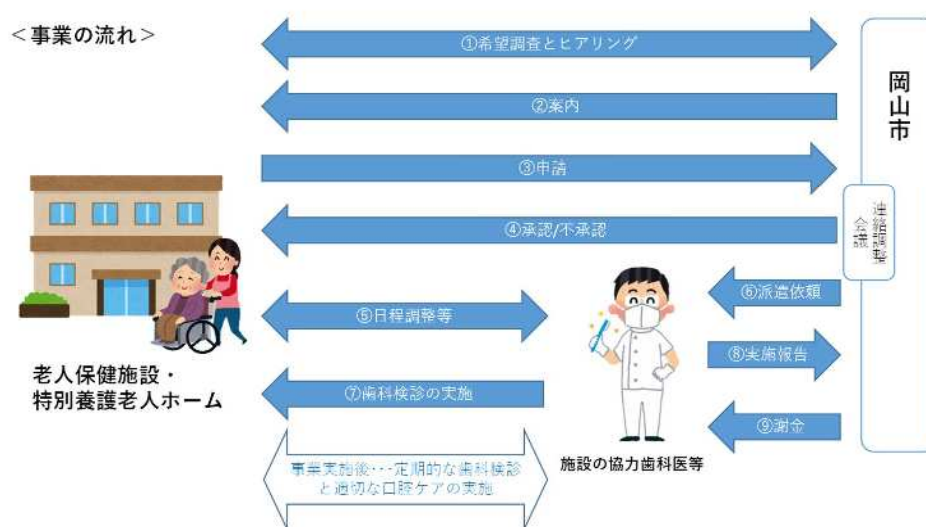 ＜事業の流れ＞
①希望調査とヒアリング
②案内
③申請
④承認/不承認
岡山市
連絡調整
会議
⑤日程調整等
⑥派遣依頼
⑧実施報告
老人保健施設・
特別養護老人ホーム
⑦歯科検診の実施
⑨謝金
施設の協力歯科医等
事業実施後･･･定期的な歯科検診
と適切な口腔ケアの実施